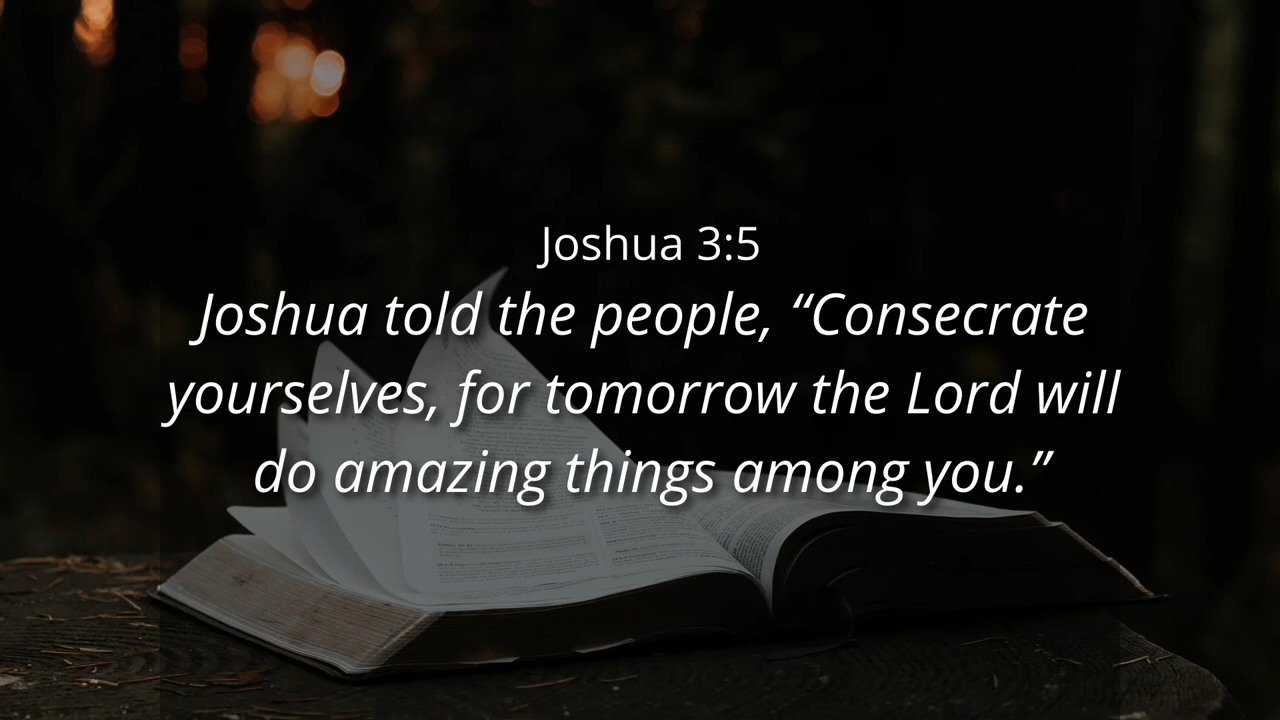 Joshua 3:5
Joshua told the people, “Consecrate
yourselves, for tomorrow the Lord will
do amazing things among you.”